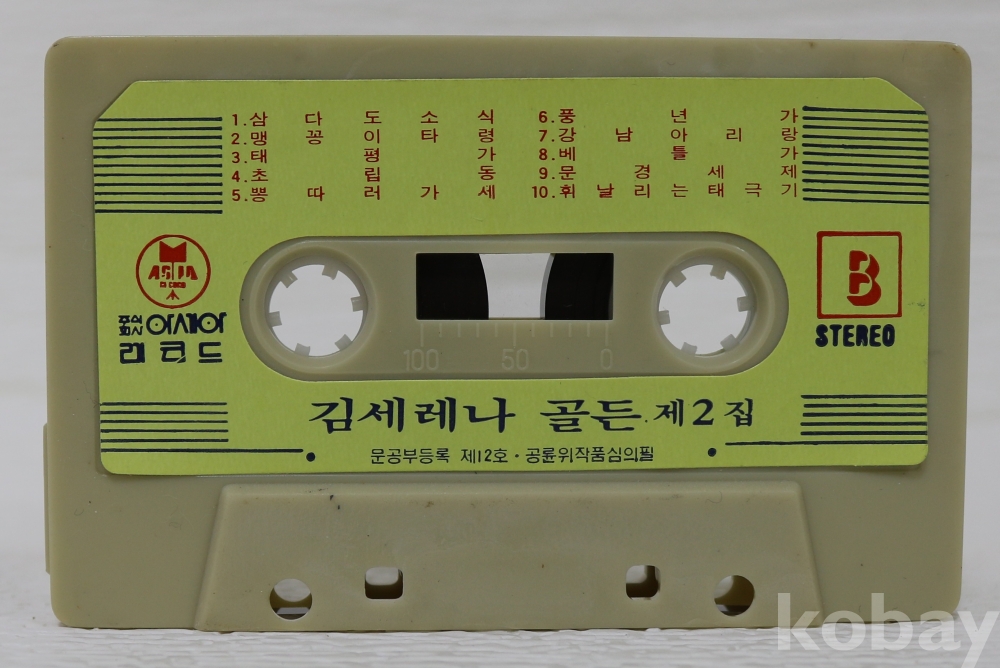 1.삼다도소식
2.맹꽁이타령
3.태평가
4.초립동
5.뽕따러가세
6.풍년가
7.강남아리랑
8.베틀가
9.문경세제
10.휘날리는태극기
ASIA
RECORD
주식회사 아세아
레코드
B
STEREO
100 50 0
김세레나 골든·제2집
문공부등록 제12호·공륜위작품심의필
kobay